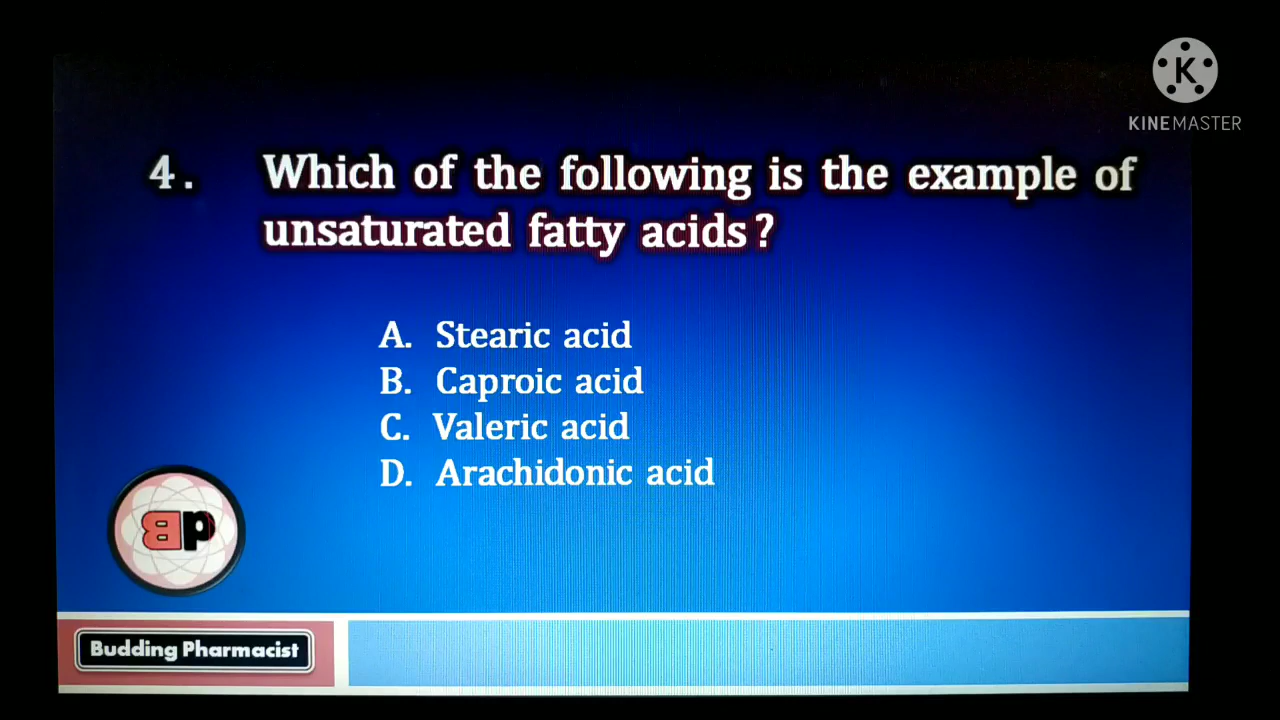 K
KINEMASTER
4. Which of the following is the example of
unsaturated fatty acids?
A. Stearic acid
B. Caproic acid
C. Valeric acid
D. Arachidonic acid
Bp
Budding Pharmacist